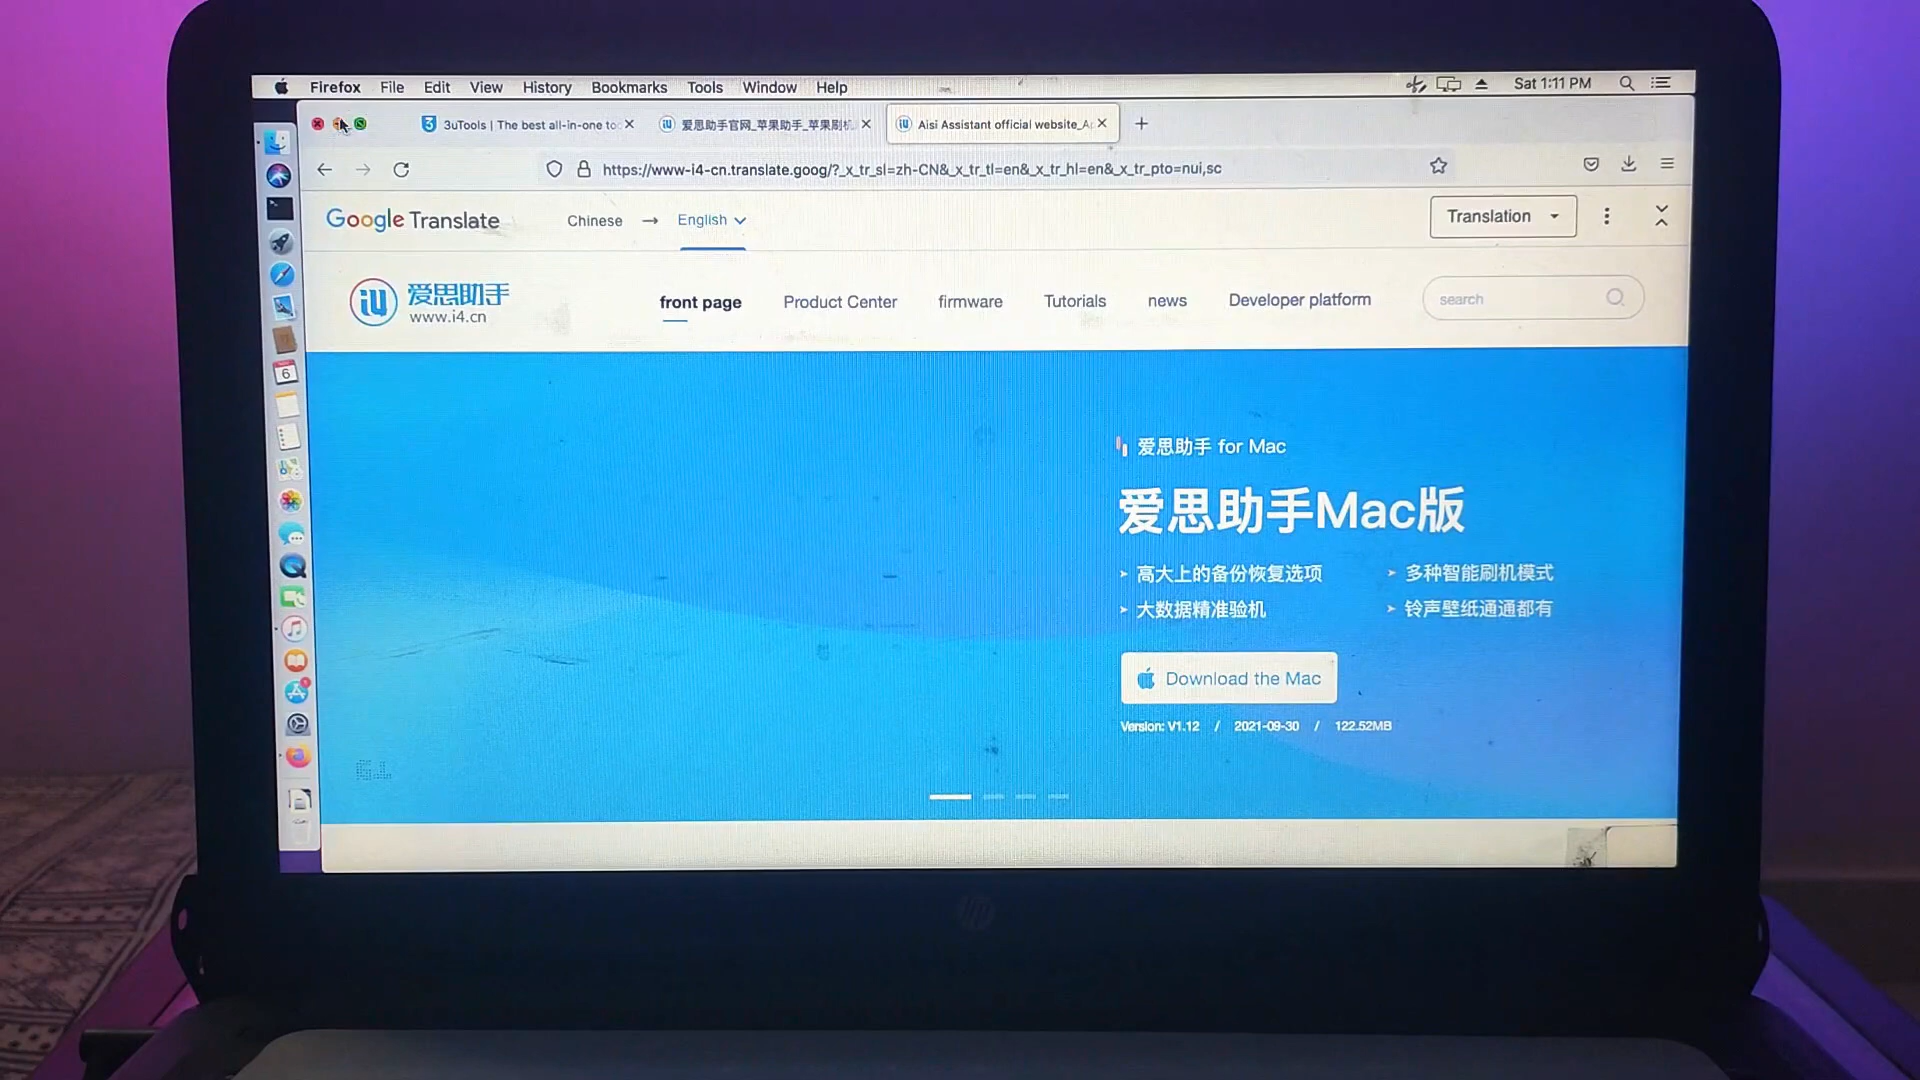 Firefox File Edit View History Bookmarks Tools Window Help Sat 1:11 PM
3uTools | The best all-in-one to
爱思助手官网_苹果助手_苹果刷机
Aisi Assistant official website_A
https://www-i4-cn.translate.goog/?_x_tr_sl=zh-CN&_x_tr_tl=en&_x_tr_hl=en&_x_tr_pto=nui,sc
Google Translate Chinese → English Translation
爱思助手
www.i4.cn
front page Product Center firmware Tutorials news Developer platform search
6
爱思助手 for Mac
爱思助手Mac版
高大上的备份恢复选项 多种智能刷机模式
大数据精准验机 铃声壁纸通通都有
Download the Mac
Version: V1.12 / 2021-09-30 / 122.52MB
hp